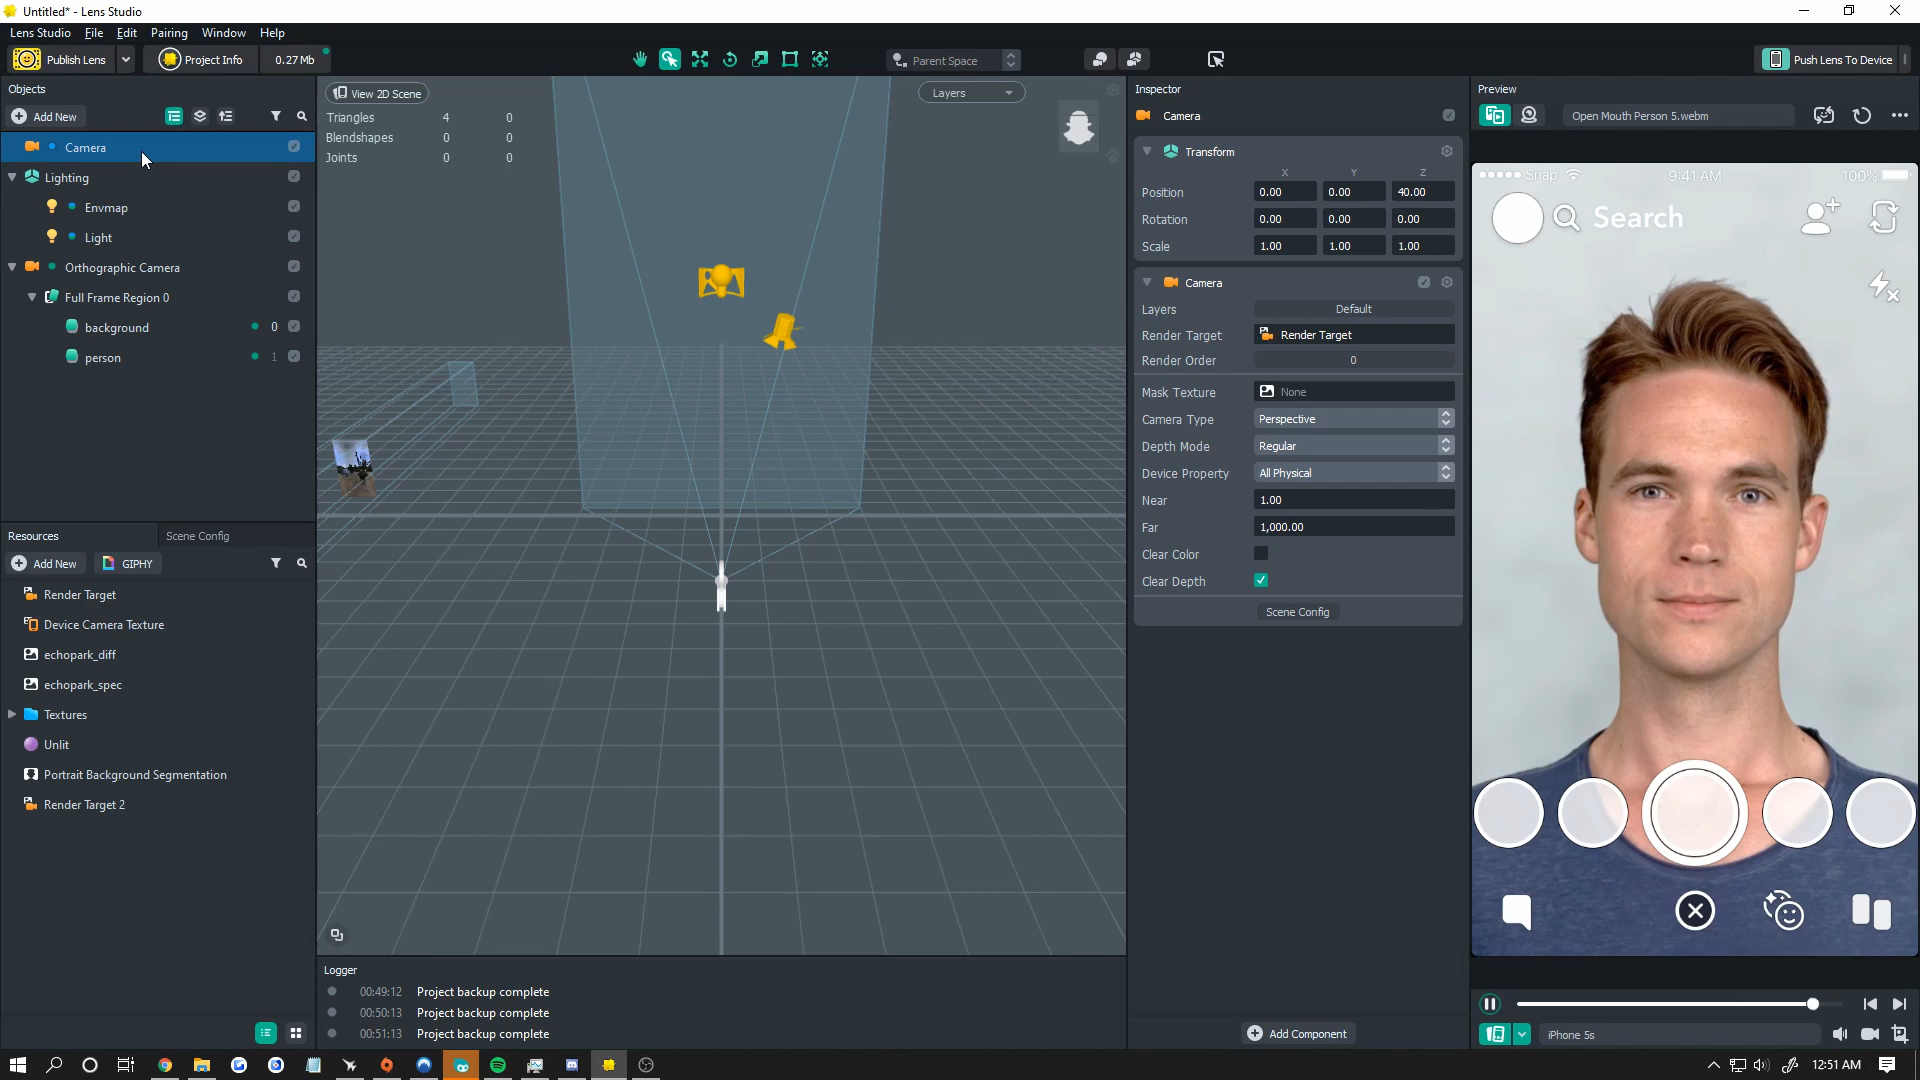 Untitled* - Lens Studio
Lens Studio File Edit Pairing Window Help
Publish Lens Project Info 0.27 Mb Parent Space Push Lens To Device
Objects
Add New
Camera
Lighting
Envmap
Light
Orthographic Camera
Full Frame Region 0
background 0
person 1
Resources Scene Config
Add New GIPHY
Render Target
Device Camera Texture
echopark_diff
echopark_spec
Textures
Unlit
Portrait Background Segmentation
Render Target 2
View 2D Scene Layers
Triangles 4 0
Blendshapes 0 0
Joints 0 0
Logger
00:49:12 Project backup complete
00:50:13 Project backup complete
00:51:13 Project backup complete
Inspector
Camera
Transform
X Y Z
Position 0.00 0.00 40.00
Rotation 0.00 0.00 0.00
Scale 1.00 1.00 1.00
Camera
Layers Default
Render Target Render Target
Render Order 0
Mask Texture None
Camera Type Perspective
Depth Mode Regular
Device Property All Physical
Near 1.00
Far 1,000.00
Clear Color
Clear Depth
Scene Config
Add Component
Preview
Open Mouth Person 5.webm
Snap 9:41 AM 100%
Search
iPhone 5s
12:51 AM